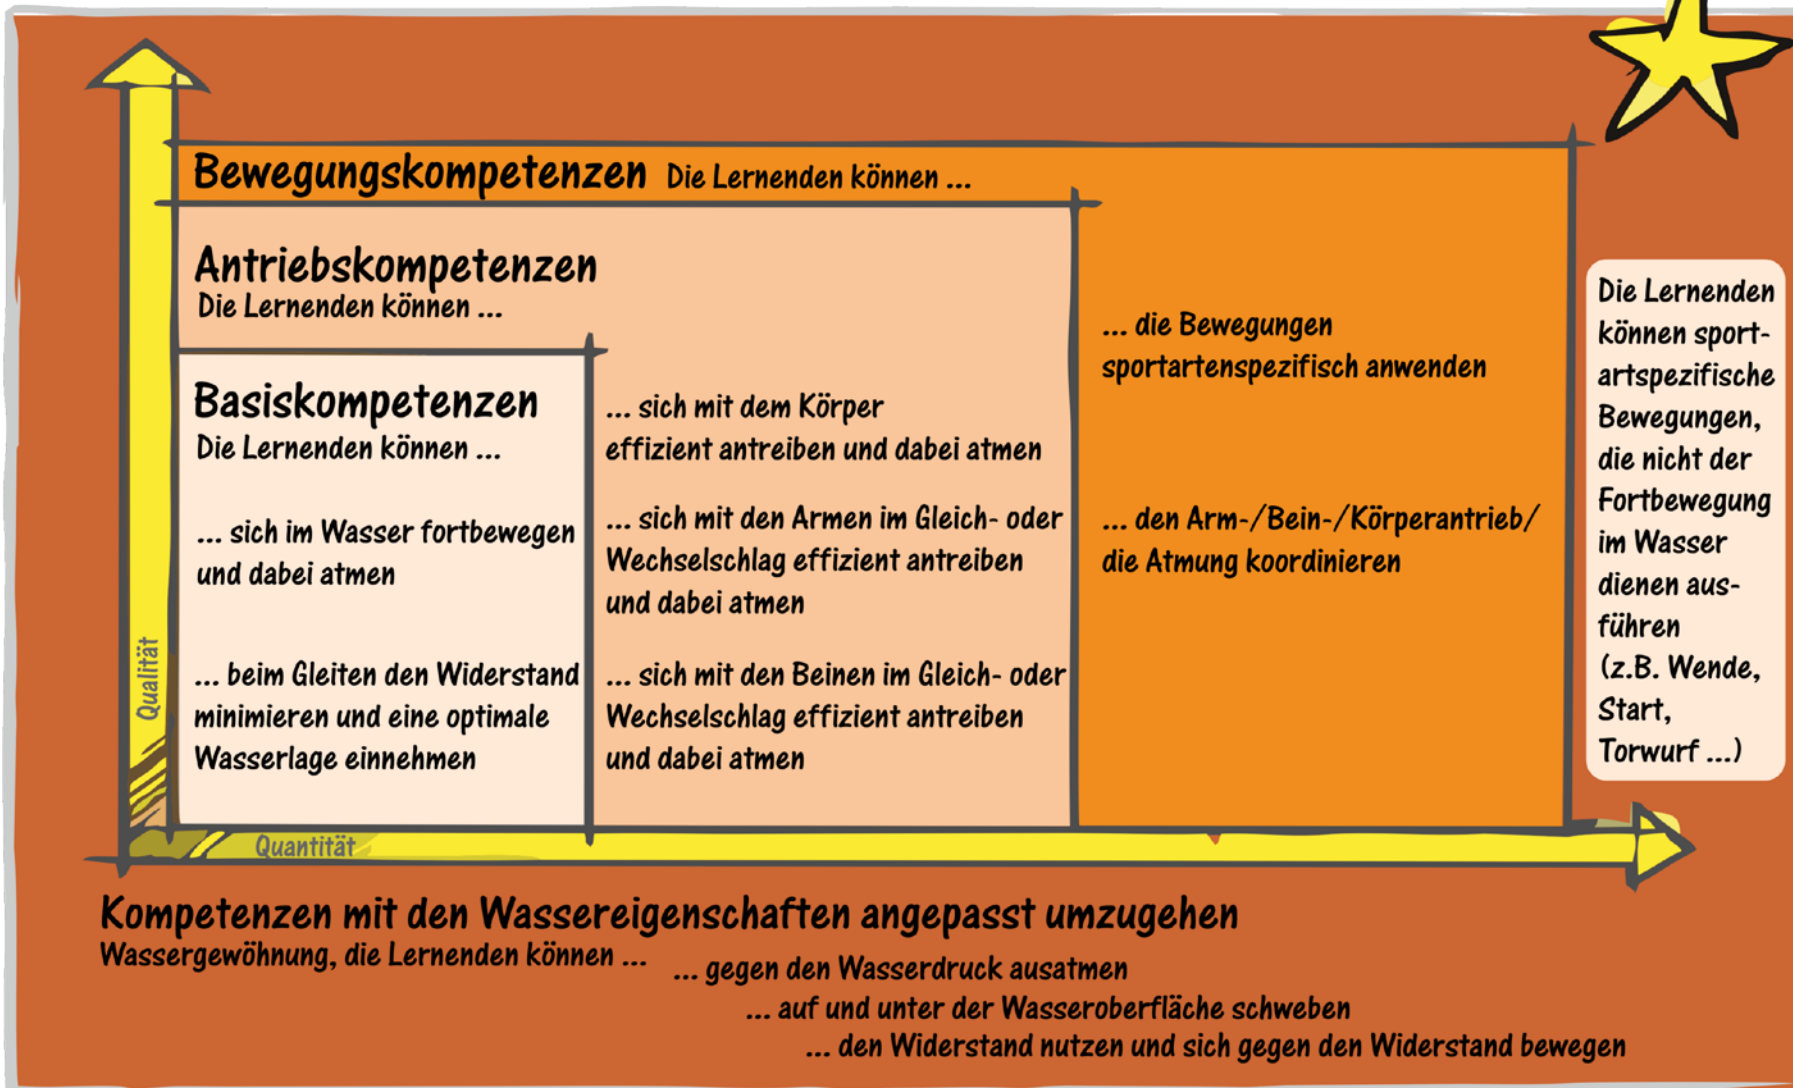 Bewegungskompetenzen Die Lernenden können ...
Antriebskompetenzen
Die Lernenden können ...
Basiskompetenzen
Die Lernenden können ...
... sich im Wasser fortbewegen
und dabei atmen
... beim Gleiten den Widerstand
minimieren und eine optimale
Wasserlage einnehmen
... sich mit dem Körper
effizient antreiben und dabei atmen
... sich mit den Armen im Gleich- oder
Wechselschlag effizient antreiben
und dabei atmen
... sich mit den Beinen im Gleich- oder
Wechselschlag effizient antreiben
und dabei atmen
... die Bewegungen
sportartenspezifisch anwenden
... den Arm-/Bein-/Körperantrieb/
die Atmung koordinieren
Die Lernenden
können sport-
artspezifische
Bewegungen,
die nicht der
Fortbewegung
im Wasser
dienen aus-
führen
(z.B. Wende,
Start,
Torwurf ...)
Qualität
Quantität
Kompetenzen mit den Wassereigenschaften angepasst umzugehen
Wassergewöhnung, die Lernenden können ...
... gegen den Wasserdruck ausatmen
... auf und unter der Wasseroberfläche schweben
... den Widerstand nutzen und sich gegen den Widerstand bewegen